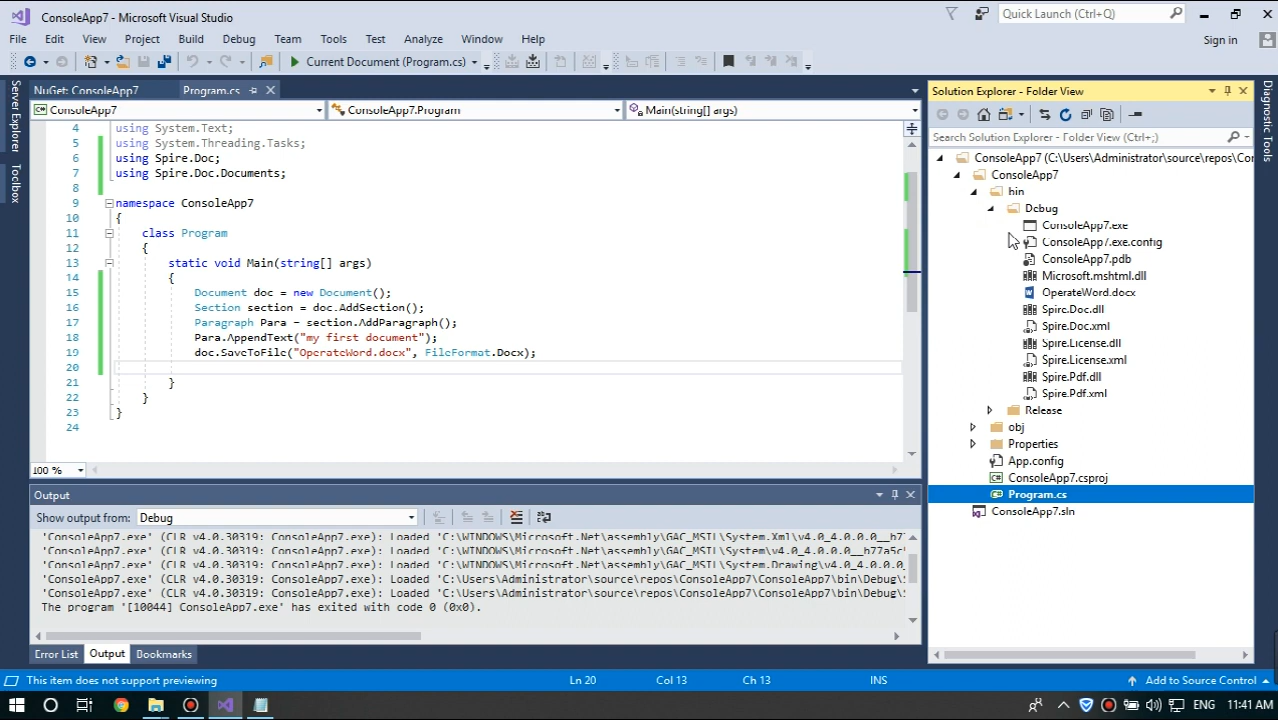 ConsoleApp7 - Microsoft Visual Studio
Quick Launch (Ctrl+Q)
File Edit View Project Build Debug Team Tools Test Analyze Window Help
Sign in
Current Document (Program.cs)
Server Explorer
Toolbox
NuGet: ConsoleApp7
Program.cs
ConsoleApp7
ConsoleApp7.Program
Main(string[] args)
4 using System.Text;
5 using System.Threading.Tasks;
6 using Spire.Doc;
7 using Spire.Doc.Documents;
8
9 namespace ConsoleApp7
10 {
11 class Program
12 {
13 static void Main(string[] args)
14 {
15 Document doc = new Document();
16 Section section = doc.AddSection();
17 Paragraph Para = section.AddParagraph();
18 Para.AppendText("my first document");
19 doc.SaveToFile("OperateWord.docx", FileFormat.Docx);
20
21 }
22 }
23 }
24
100 %
Output
Show output from: Debug
'ConsoleApp7.exe' (CLR v4.0.30319: ConsoleApp7.exe): Loaded 'C:\WINDOWS\Microsoft.Net\assembly\GAC_MSIL\System.Xml\v4.0_4.0.0.0__b77
'ConsoleApp7.exe' (CLR v4.0.30319: ConsoleApp7.exe): Loaded 'C:\WINDOWS\Microsoft.Net\assembly\GAC_MSIL\System\v4.0_4.0.0.0__b77a5c
'ConsoleApp7.exe' (CLR v4.0.30319: ConsoleApp7.exe): Loaded 'C:\WINDOWS\Microsoft.Net\assembly\GAC_MSIL\System.Drawing\v4.0_4.0.0.0_
'ConsoleApp7.exe' (CLR v4.0.30319: ConsoleApp7.exe): Loaded 'C:\Users\Administrator\source\repos\ConsoleApp7\ConsoleApp7\bin\Debug\S
'ConsoleApp7.exe' (CLR v4.0.30319: ConsoleApp7.exe): Loaded 'C:\Users\Administrator\source\repos\ConsoleApp7\ConsoleApp7\bin\Debug\S
The program '[10044] ConsoleApp7.exe' has exited with code 0 (0x0).
Error List Output Bookmarks
Solution Explorer - Folder View
Search Solution Explorer - Folder View (Ctrl+;)
ConsoleApp7 (C:\Users\Administrator\source\repos\Con
ConsoleApp7
bin
Debug
ConsoleApp7.exe
ConsoleApp7.exe.config
ConsoleApp7.pdb
Microsoft.mshtml.dll
OperateWord.docx
Spire.Doc.dll
Spire.Doc.xml
Spire.License.dll
Spire.License.xml
Spire.Pdf.dll
Spire.Pdf.xml
Release
obj
Properties
App.config
ConsoleApp7.csproj
Program.cs
ConsoleApp7.sln
Diagnostic Tools
This item does not support previewing
Ln 20 Col 13 Ch 13 INS
Add to Source Control
ENG 11:41 AM